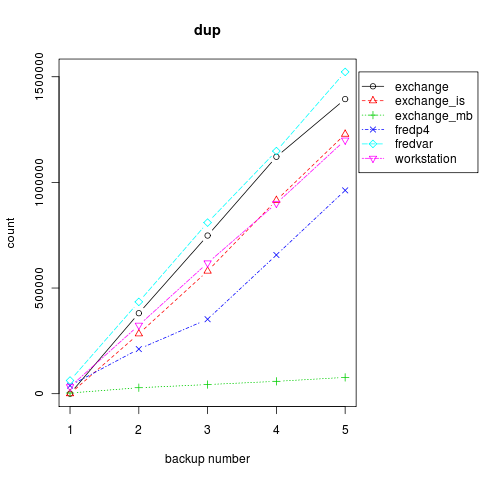 dup
1500000
1000000
500000
0
count
1 2 3 4 5
backup number
exchange
exchange_is
exchange_mb
fredp4
fredvar
workstation